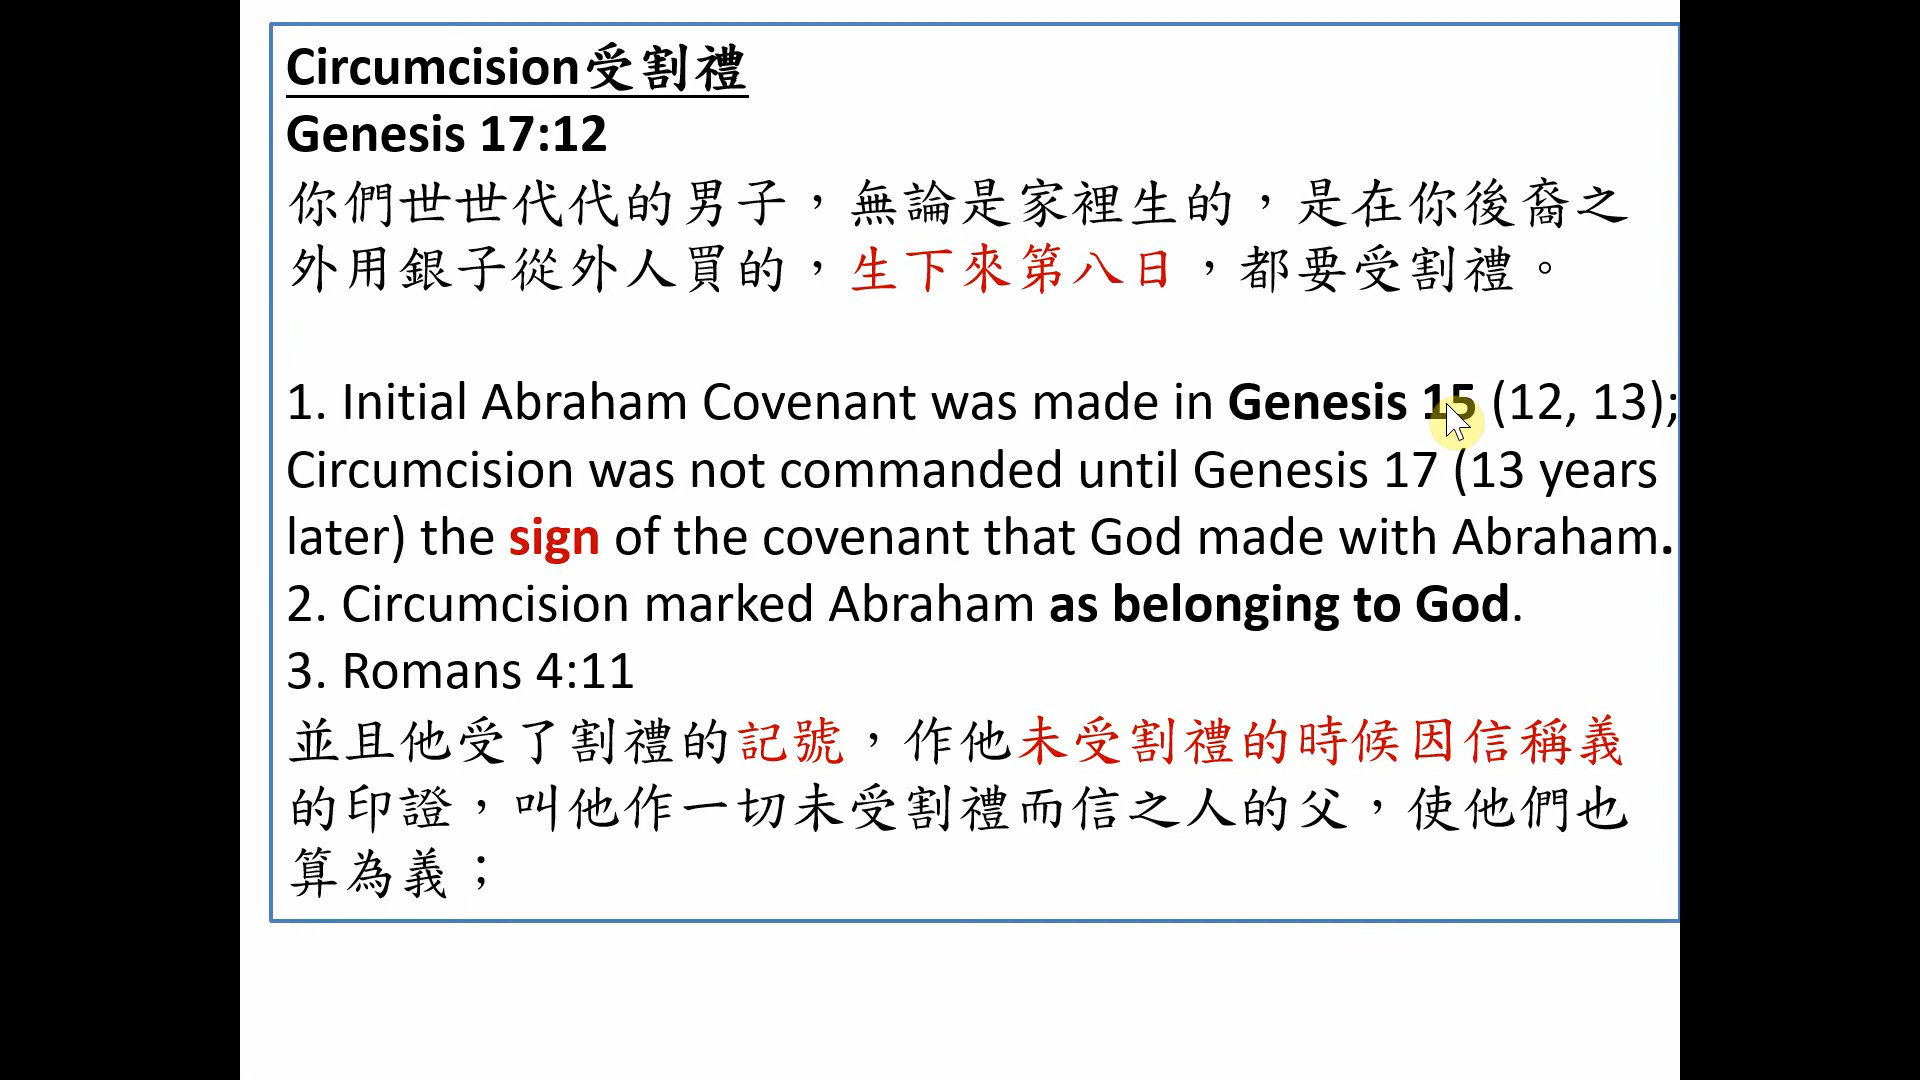 Circumcision受割禮
Genesis 17:12
你們世世代代的男子，無論是家裡生的，是在你後裔之
外用銀子從外人買的，生下來第八日，都要受割禮。
1. Initial Abraham Covenant was made in Genesis 15 (12, 13);
Circumcision was not commanded until Genesis 17 (13 years
later) the sign of the covenant that God made with Abraham.
2. Circumcision marked Abraham as belonging to God.
3. Romans 4:11
並且他受了割禮的記號，作他未受割禮的時候因信稱義
的印證，叫他作一切未受割禮而信之人的父，使他們也
算為義；